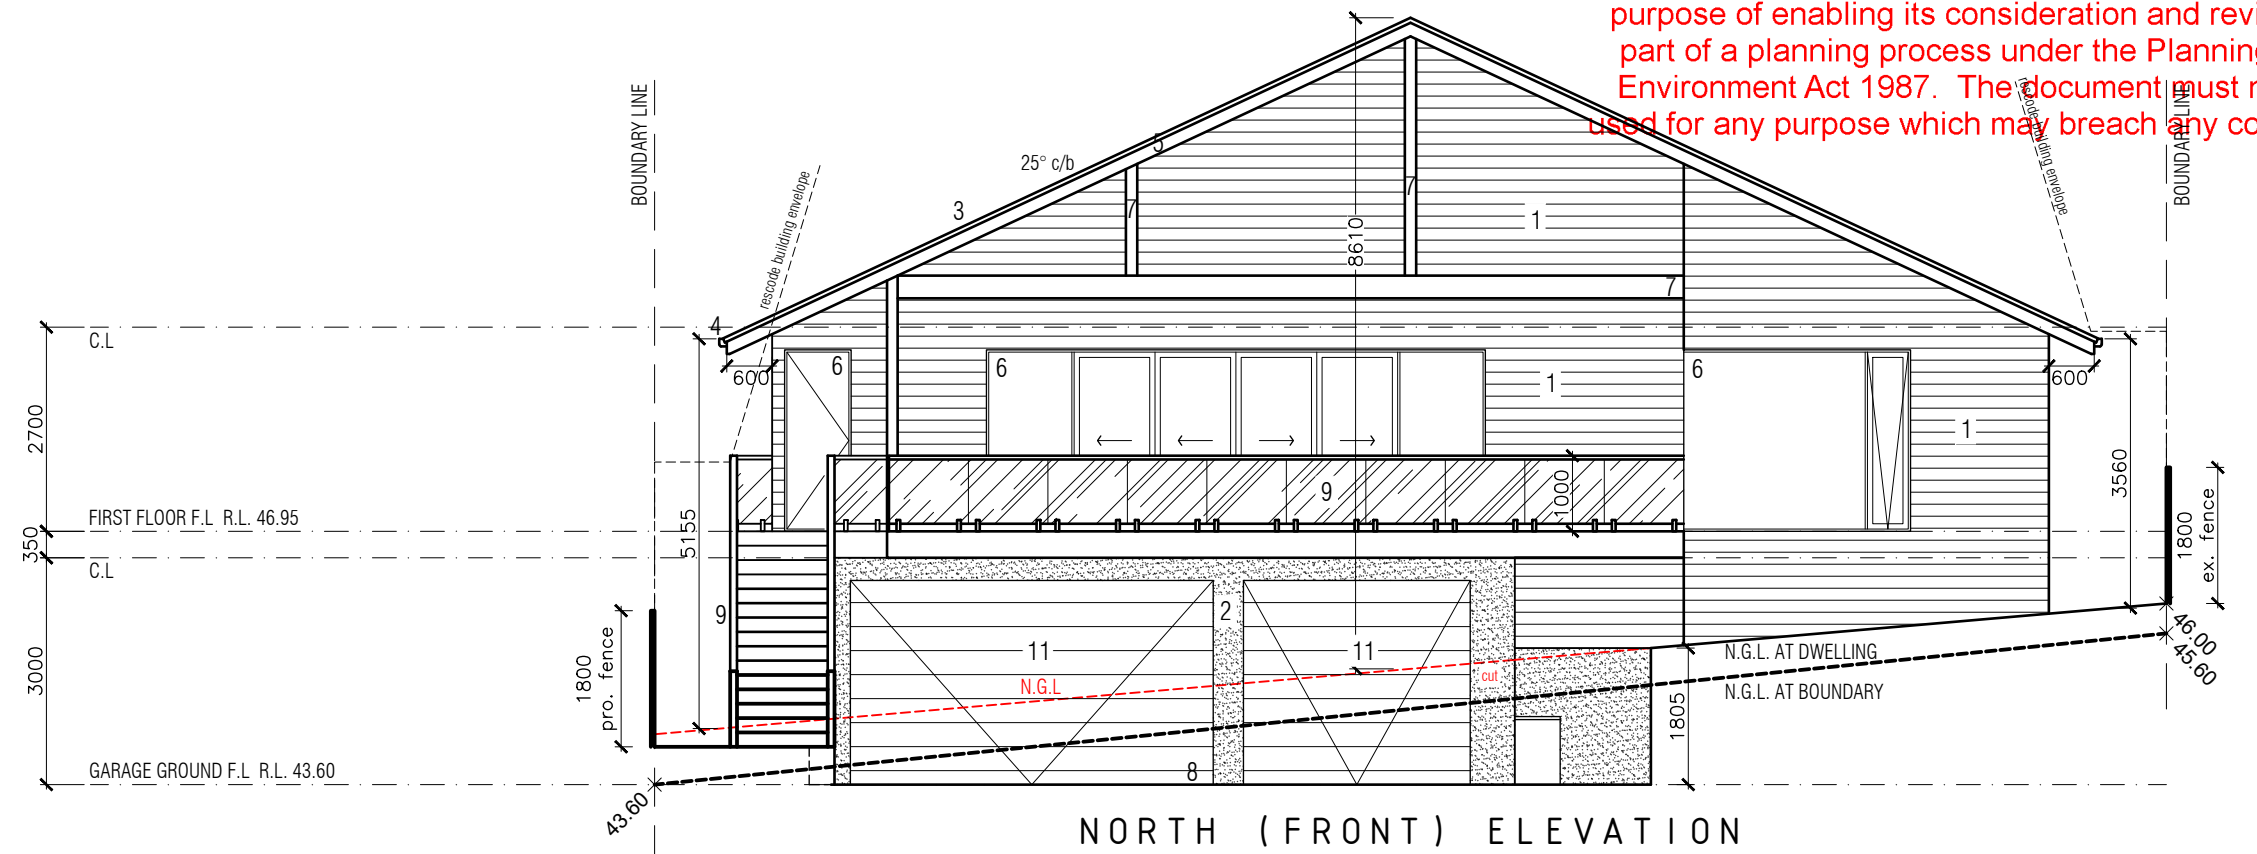 purpose of enabling its consideration and revi
part of a planning process under the Planning
Environment Act 1987. The document must n
used for any purpose which may breach any co
BOUNDARY LINE
rescode building envelope
25° c/b
3
5
7
7
8610
1
7
rescode building envelope
BOUNDARY LINE
C.L
4
600
6
6
1
6
1
600
2700
FIRST FLOOR F.L R.L. 46.95
350
C.L
5155
9
1000
3560
1800
ex. fence
3000
1800
pro. fence
9
2
11
11
N.G.L
cut
1805
N.G.L. AT DWELLING
N.G.L. AT BOUNDARY
46.00
45.60
GARAGE GROUND F.L R.L. 43.60
8
43.60
NORTH (FRONT) ELEVATION